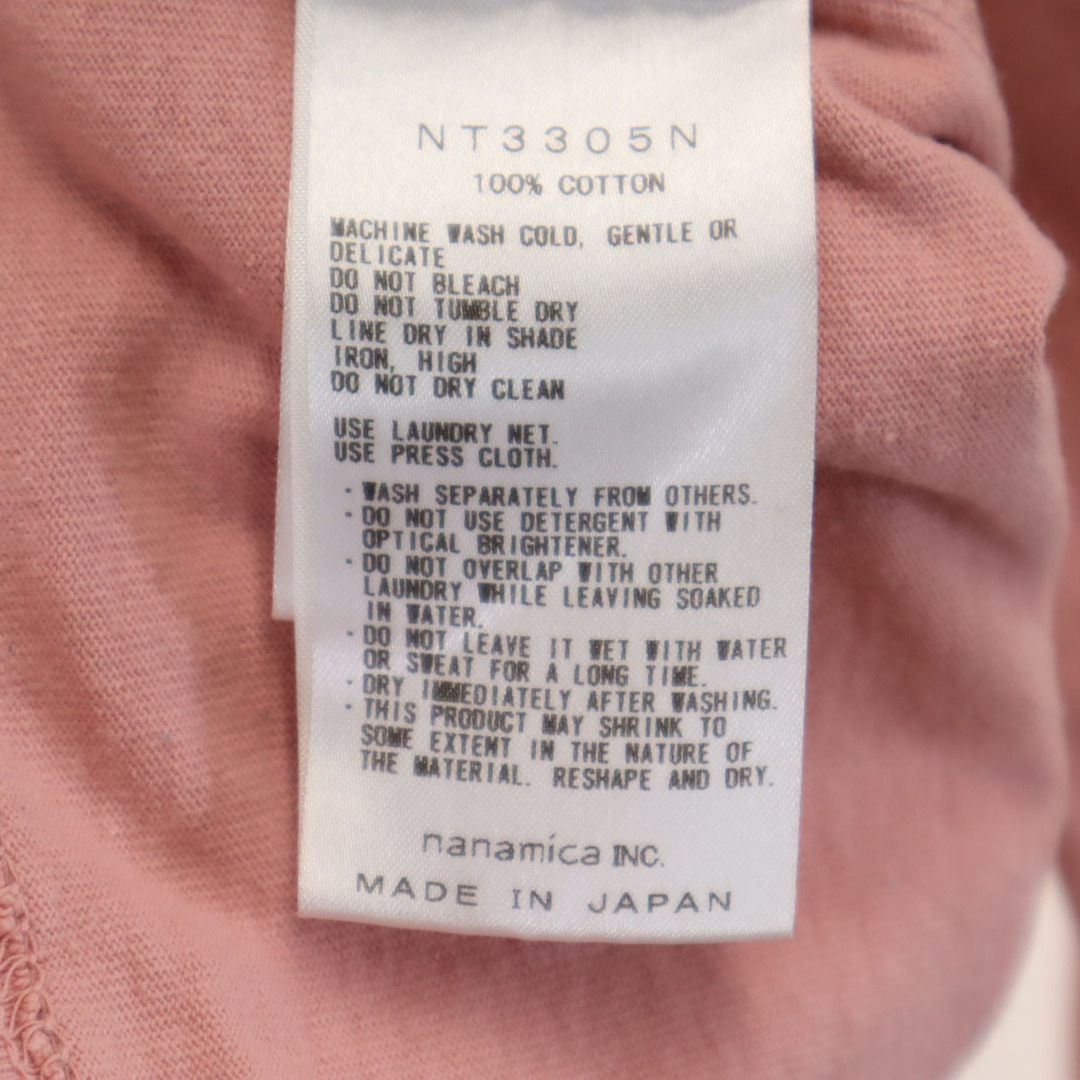 NT3305N
100% COTTON
MACHINE WASH COLD, GENTLE OR
DELICATE
DO NOT BLEACH
DO NOT TUMBLE DRY
LINE DRY IN SHADE
IRON, HIGH
DO NOT DRY CLEAN
USE LAUNDRY NET.
USE PRESS CLOTH.
・WASH SEPARATELY FROM OTHERS.
・DO NOT USE DETERGENT WITH
OPTICAL BRIGHTENER.
・DO NOT OVERLAP WITH OTHER
LAUNDRY WHILE LEAVING SOAKED
IN WATER.
・DO NOT LEAVE IT WET WITH WATER
OR SWEAT FOR A LONG TIME.
・DRY IMMEDIATELY AFTER WASHING.
・THIS PRODUCT MAY SHRINK TO
SOME EXTENT IN THE NATURE OF
THE MATERIAL. RESHAPE AND DRY.
nanamica INC.
MADE IN JAPAN